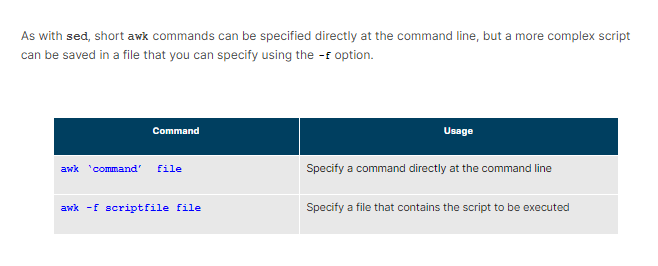 As with sed, short awk commands can be specified directly at the command line, but a more complex script
can be saved in a file that you can specify using the -f option.
Command Usage
awk ‘command’ file Specify a command directly at the command line
awk -f scriptfile file Specify a file that contains the script to be executed